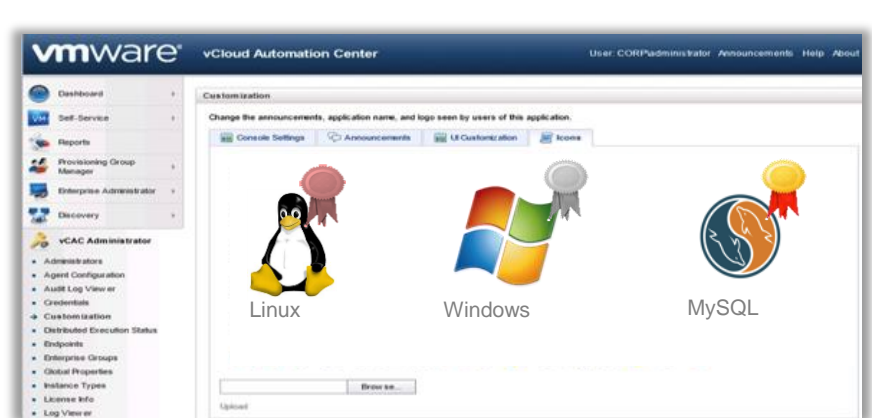 vmware®
vCloud Automation Center
User: CORP\administrator Announcements Help About
Dashboard
Self-Service
Reports
Provisioning Group
Manager
Enterprise Administrator
Discovery
vCAC Administrator
Administrators
Agent Configuration
Audit Log Viewer
Credentials
Customization
Distributed Execution Status
Endpoints
Enterprise Groups
Global Properties
Instance Types
License Info
Log Viewer
Customization
Change the announcements, application name, and logo seen by users of this application.
Console Settings Announcements UI Customization Icons
Linux Windows MySQL
Browse...
Upload